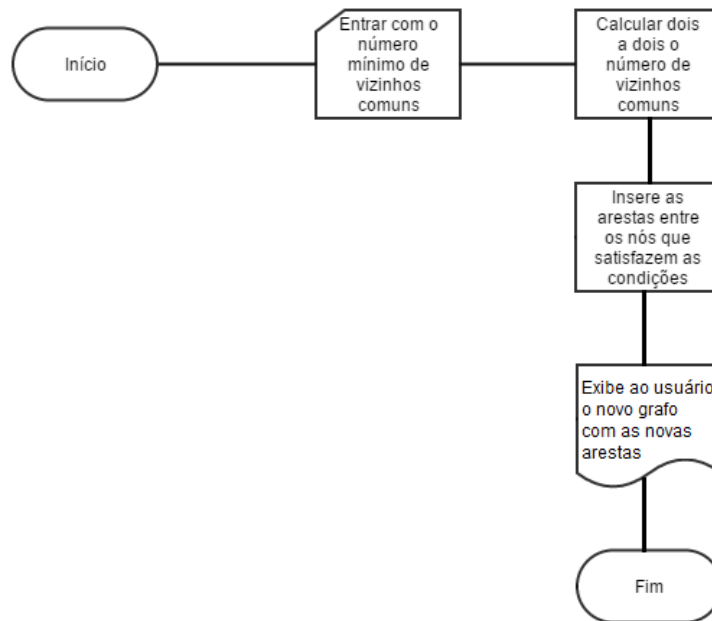 Início
Entrar com o
número
mínimo de
vizinhos
comuns
Calcular dois
a dois o
número de
vizinhos
comuns
Insere as
arestas entre
os nós que
satisfazem as
condições
Exibe ao usuário
o novo grafo
com as novas
arestas
Fim